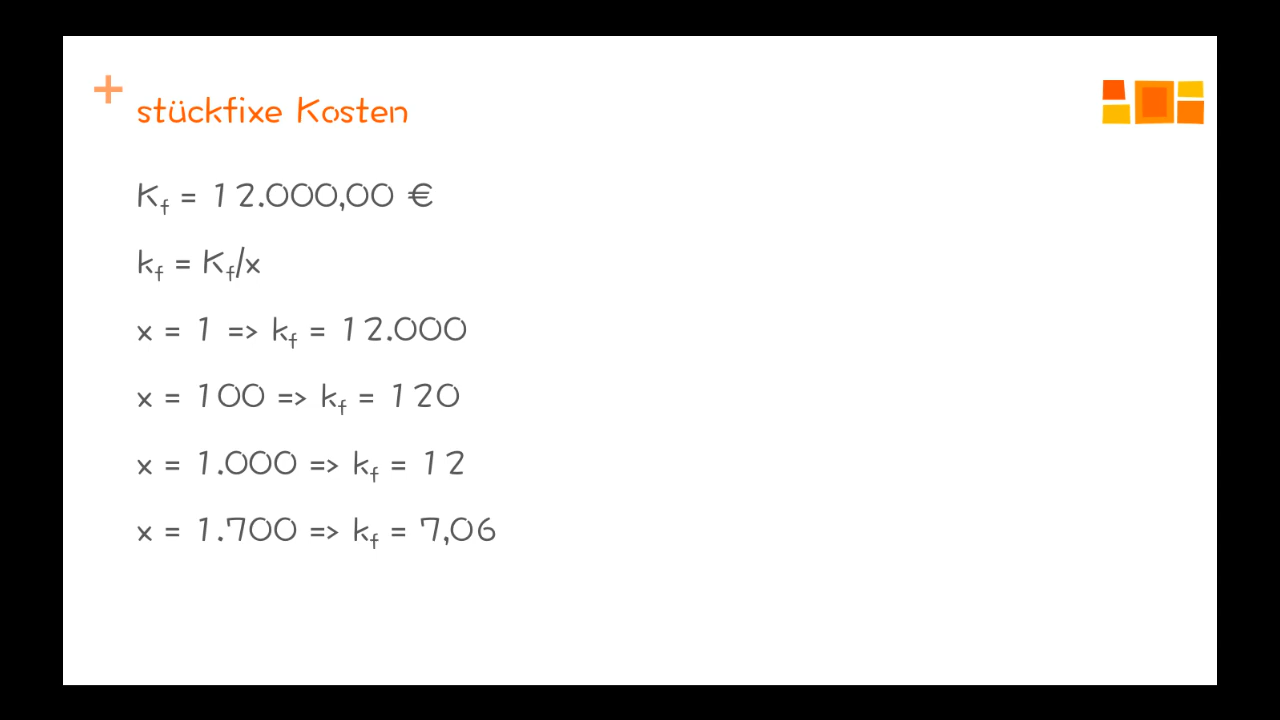 stückfixe Kosten
Kf = 12.000,00 €
kf = Kf/x
x = 1 => kf = 12.000
x = 100 => kf = 120
x = 1.000 => kf = 12
x = 1.700 => kf = 7,06